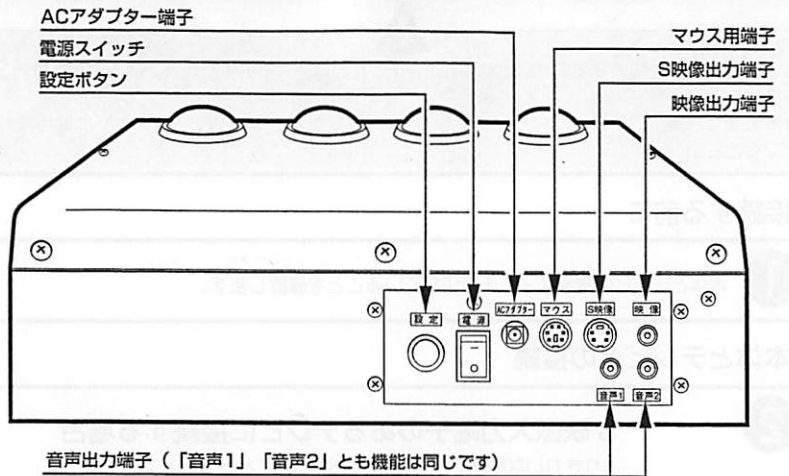 ACアダプター端子
電源スイッチ
設定ボタン
マウス用端子
S映像出力端子
映像出力端子
設定
電源
ACアダプター
マウス
S映像
映像
音声1
音声2
音声出力端子(「音声1」「音声2」とも機能は同じです)